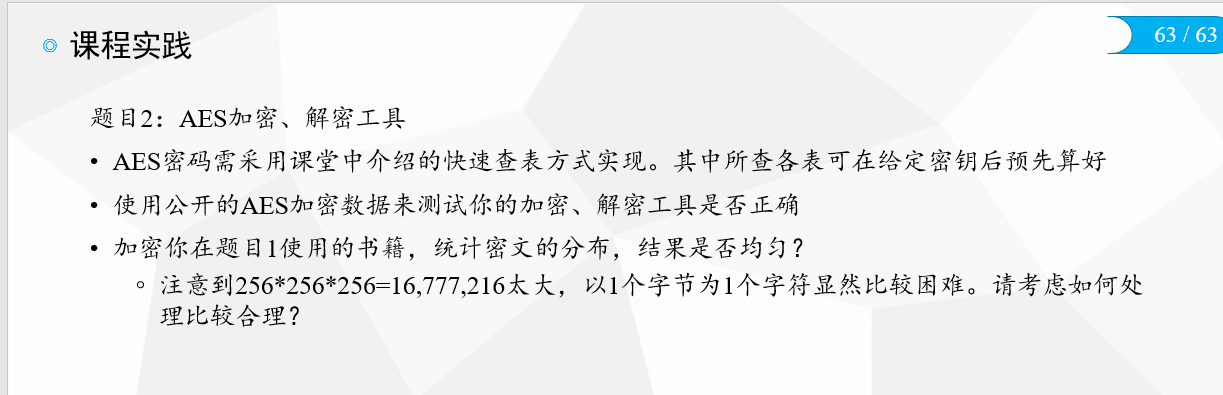 课程实践
63 / 63
题目2：AES加密、解密工具
• AES密码需采用课堂中介绍的快速查表方式实现。其中所查各表可在给定密钥后预先算好
• 使用公开的AES加密数据来测试你的加密、解密工具是否正确
• 加密你在题目1使用的书籍，统计密文的分布，结果是否均匀？
◦ 注意到256*256*256=16,777,216太大，以1个字节为1个字符显然比较困难。请考虑如何处
理比较合理？